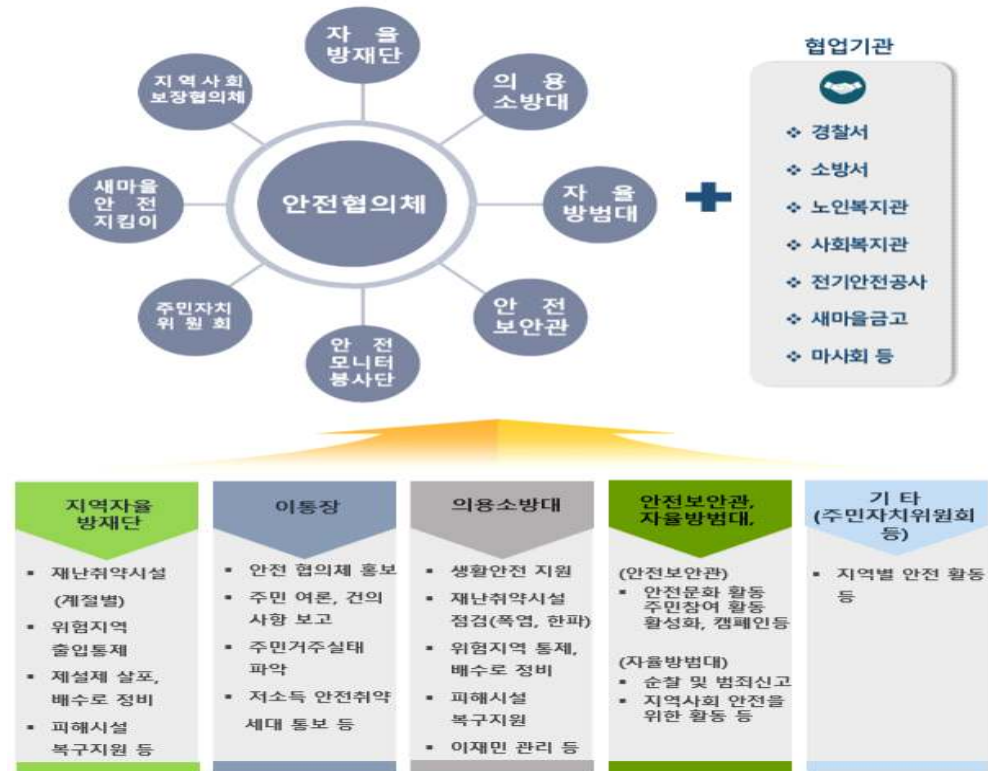 자 율
방재단
의 용
소방대
자 율
방범대
안 전
보안관
안 전
모니터
봉사단
주민자치
위 원 회
새마을
안 전
지킴이
지 역 사 회
보장협의체
안전협의체
협업기관
❖ 경찰서
❖ 소방서
❖ 노인복지관
❖ 사회복지관
❖ 전기안전공사
❖ 새마을금고
❖ 마사회 등
지역자율
방재단
▪ 재난취약시설
(계절별)
▪ 위험지역
출입통제
▪ 제설제 살포,
배수로 정비
▪ 피해시설
복구지원 등
이통장
▪ 안전 협의체 홍보
▪ 주민 여론, 건의
사항 보고
▪ 주민거주실태
파악
▪ 저소득 안전취약
세대 통보 등
의용소방대
▪ 생활안전 지원
▪ 재난취약시설
점검(폭염, 한파)
▪ 위험지역 통제,
배수로 정비
▪ 피해시설
복구지원
▪ 이재민 관리 등
안전보안관,
자율방범대,
(안전보안관)
▪ 안전문화 활동
주민참여 활동
활성화, 캠페인등
(자율방범대)
▪ 순찰 및 범죄신고
▪ 지역사회 안전을
위한 활동 등
기 타
(주민자치위원회
등)
▪ 지역별 안전 활동
등